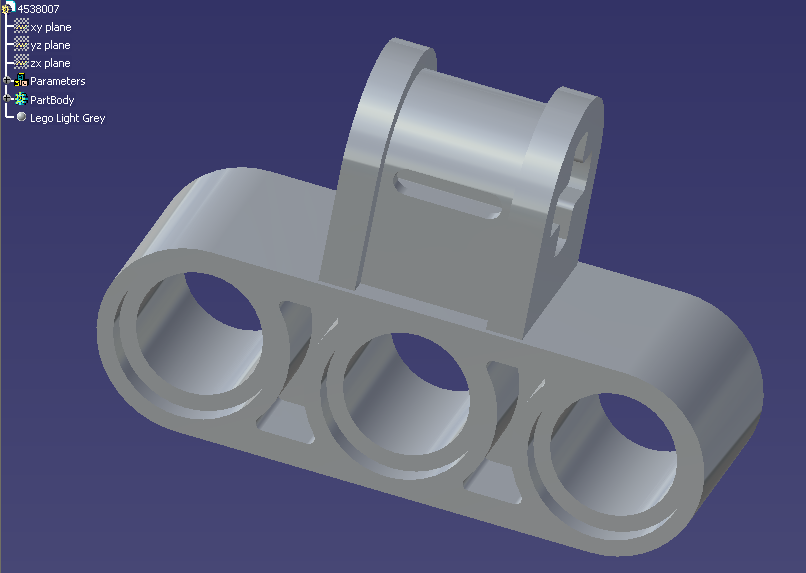 4538007
xy plane
yz plane
zx plane
Parameters
PartBody
Lego Light Grey